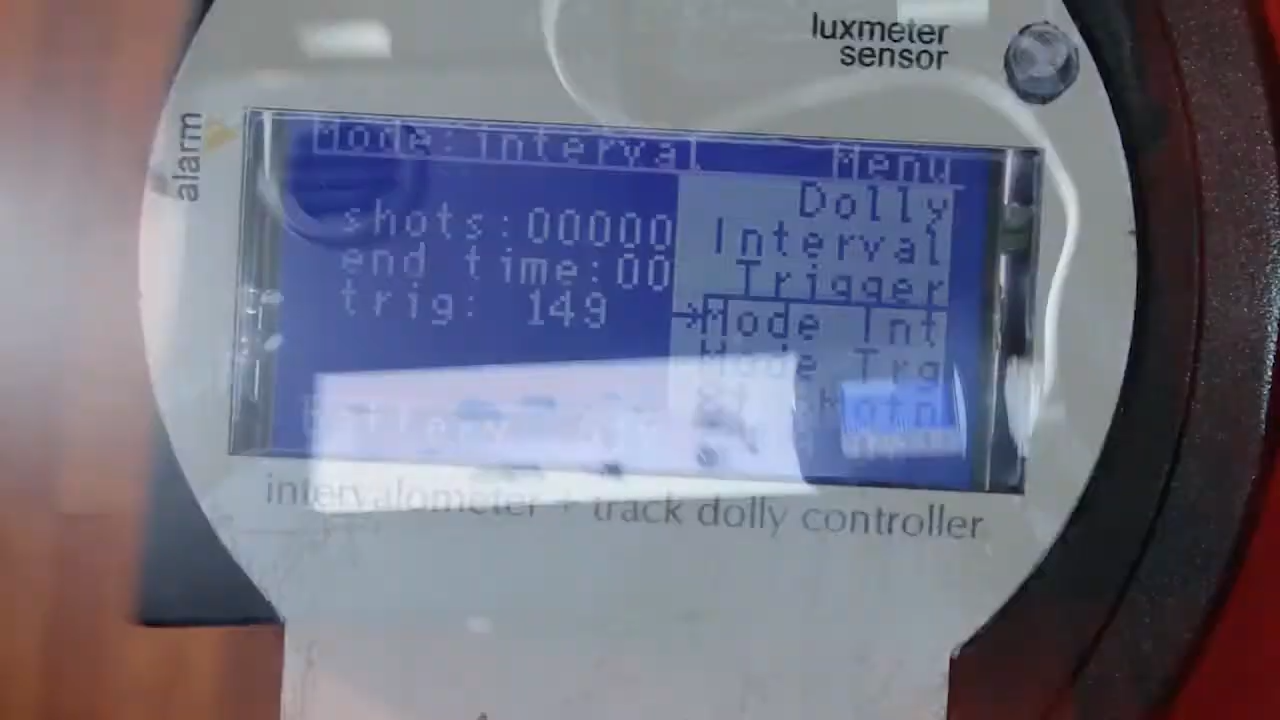 luxmeter
sensor
alarm
Mode:interval Menu
shots:00000
end time:00
trig: 149
Dolly
Interval
Trigger
→Mode Int
Mode Trg
Battery
intervalometer + track dolly controller